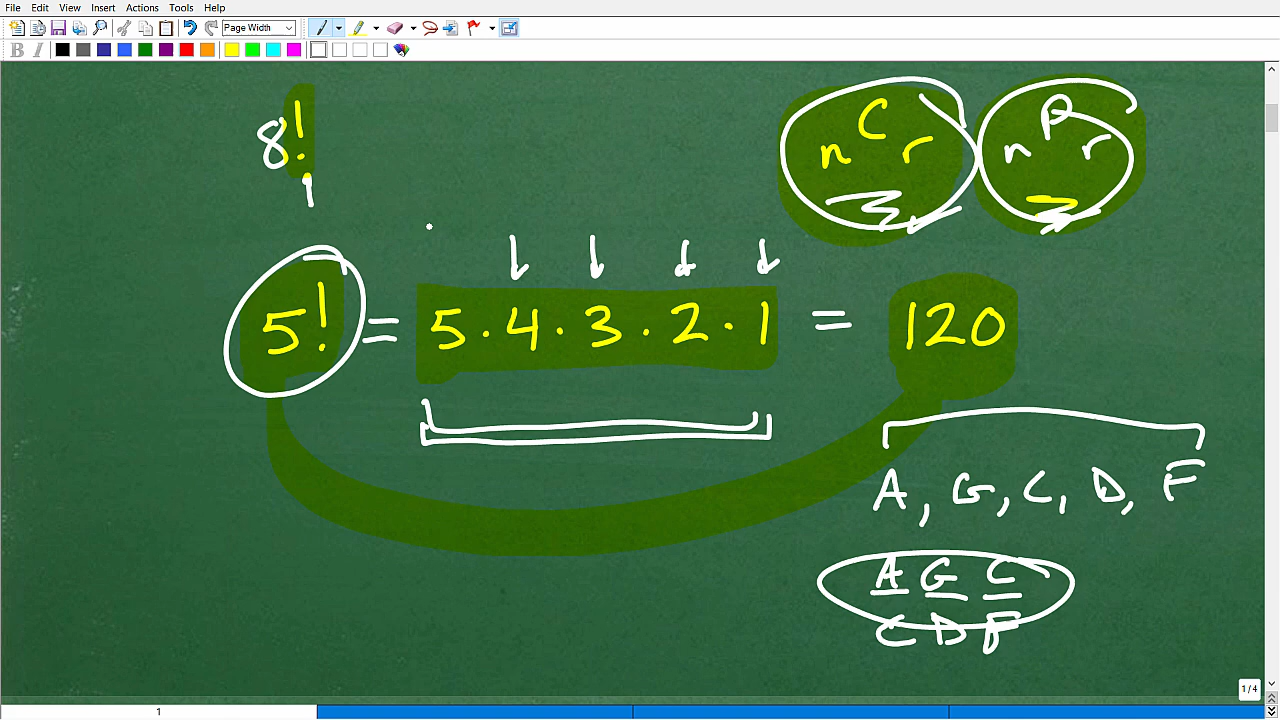 File Edit View Insert Actions Tools Help
Page Width
B I
8!
nCr nPr
5! = 5 · 4 · 3 · 2 · 1 = 120
A, G, C, D, F
A G C
C D F
1/4
1